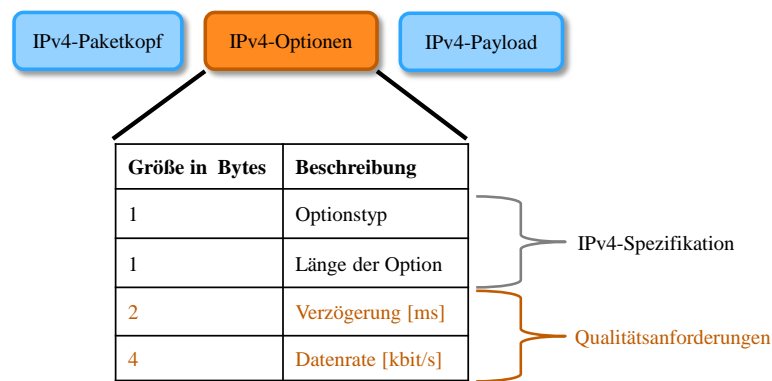 IPv4-Paketkopf
IPv4-Optionen
IPv4-Payload
Größe in Bytes Beschreibung
1 Optionstyp
1 Länge der Option
2 Verzögerung [ms]
4 Datenrate [kbit/s]
IPv4-Spezifikation
Qualitätsanforderungen